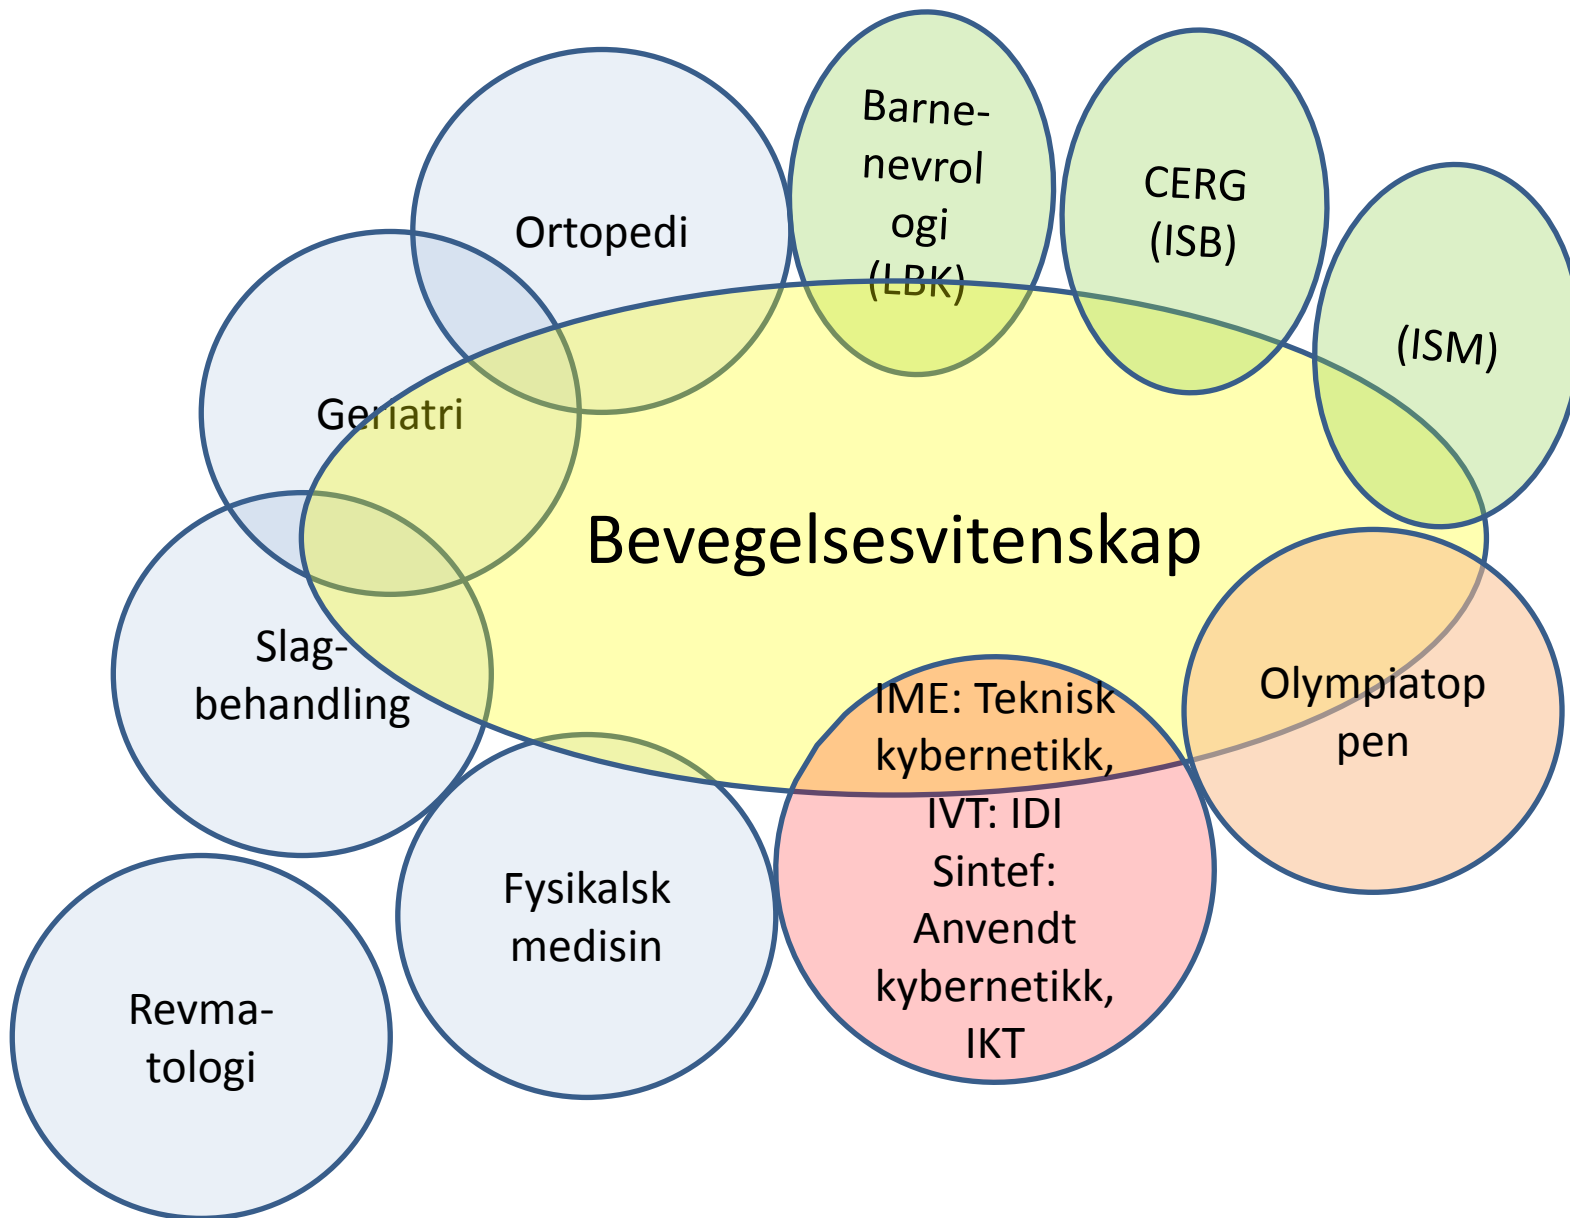 Barne-
nevrol
ogi
(LBK)
CERG
(ISB)
Ortopedi
(ISM)
Geriatri
Bevegelsesvitenskap
Slag-
behandling
IME: Teknisk
kybernetikk,
IVT: IDI
Sintef:
Anvendt
kybernetikk,
IKT
Olympiatop
pen
Fysikalsk
medisin
Revma-
tologi